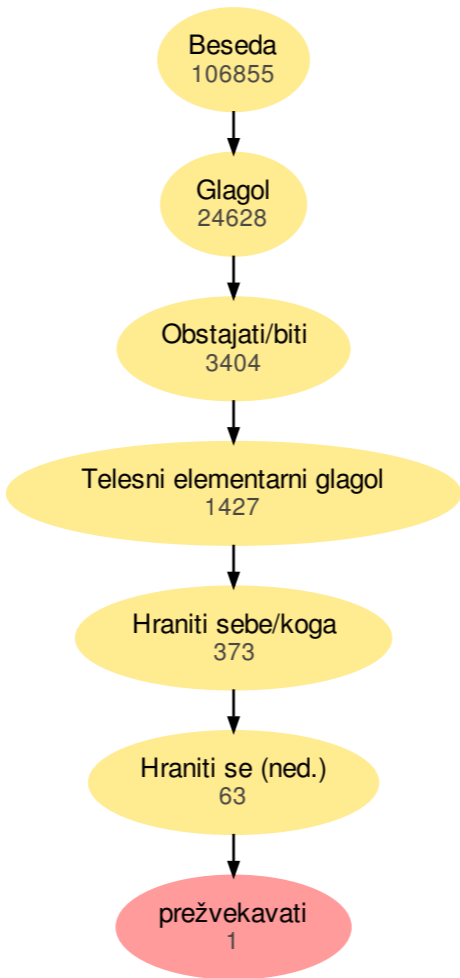 Beseda
106855
Glagol
24628
Obstajati/biti
3404
Telesni elementarni glagol
1427
Hraniti sebe/koga
373
Hraniti se (ned.)
63
prežvekavati
1